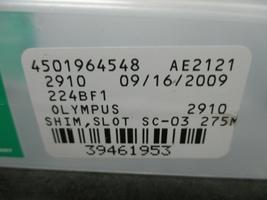 4501964548 AE2121
2910 09/16/2009
224BF1
OLYMPUS 2910
SHIM,SLOT SC-03 275M
39461953